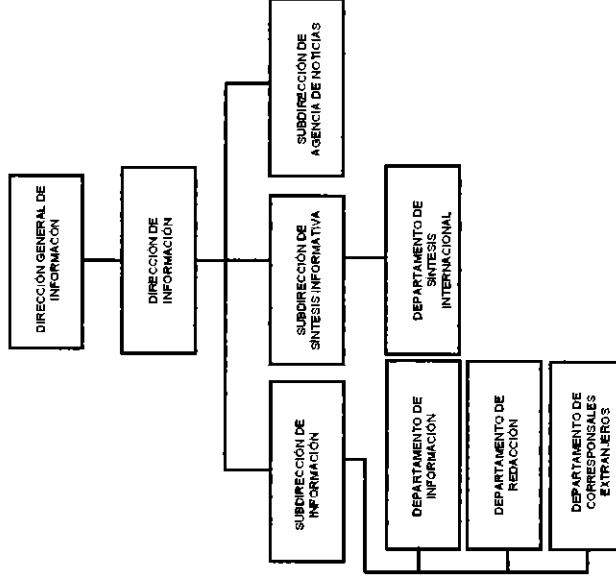 DIRECCIÓN GENERAL DE
INFORMACIÓN
DIRECCIÓN DE
INFORMACIÓN
SUBDIRECCIÓN DE
INFORMACIÓN
SUBDIRECCIÓN DE
SÍNTESIS INFORMATIVA
SUBDIRECCIÓN DE
AGENCIA DE NOTICIAS
DEPARTAMENTO DE
INFORMACIÓN
DEPARTAMENTO DE
REDACCIÓN
DEPARTAMENTO DE
CORRESPONSALES
EXTRANJEROS
DEPARTAMENTO DE
SÍNTESIS
INTERNACIONAL